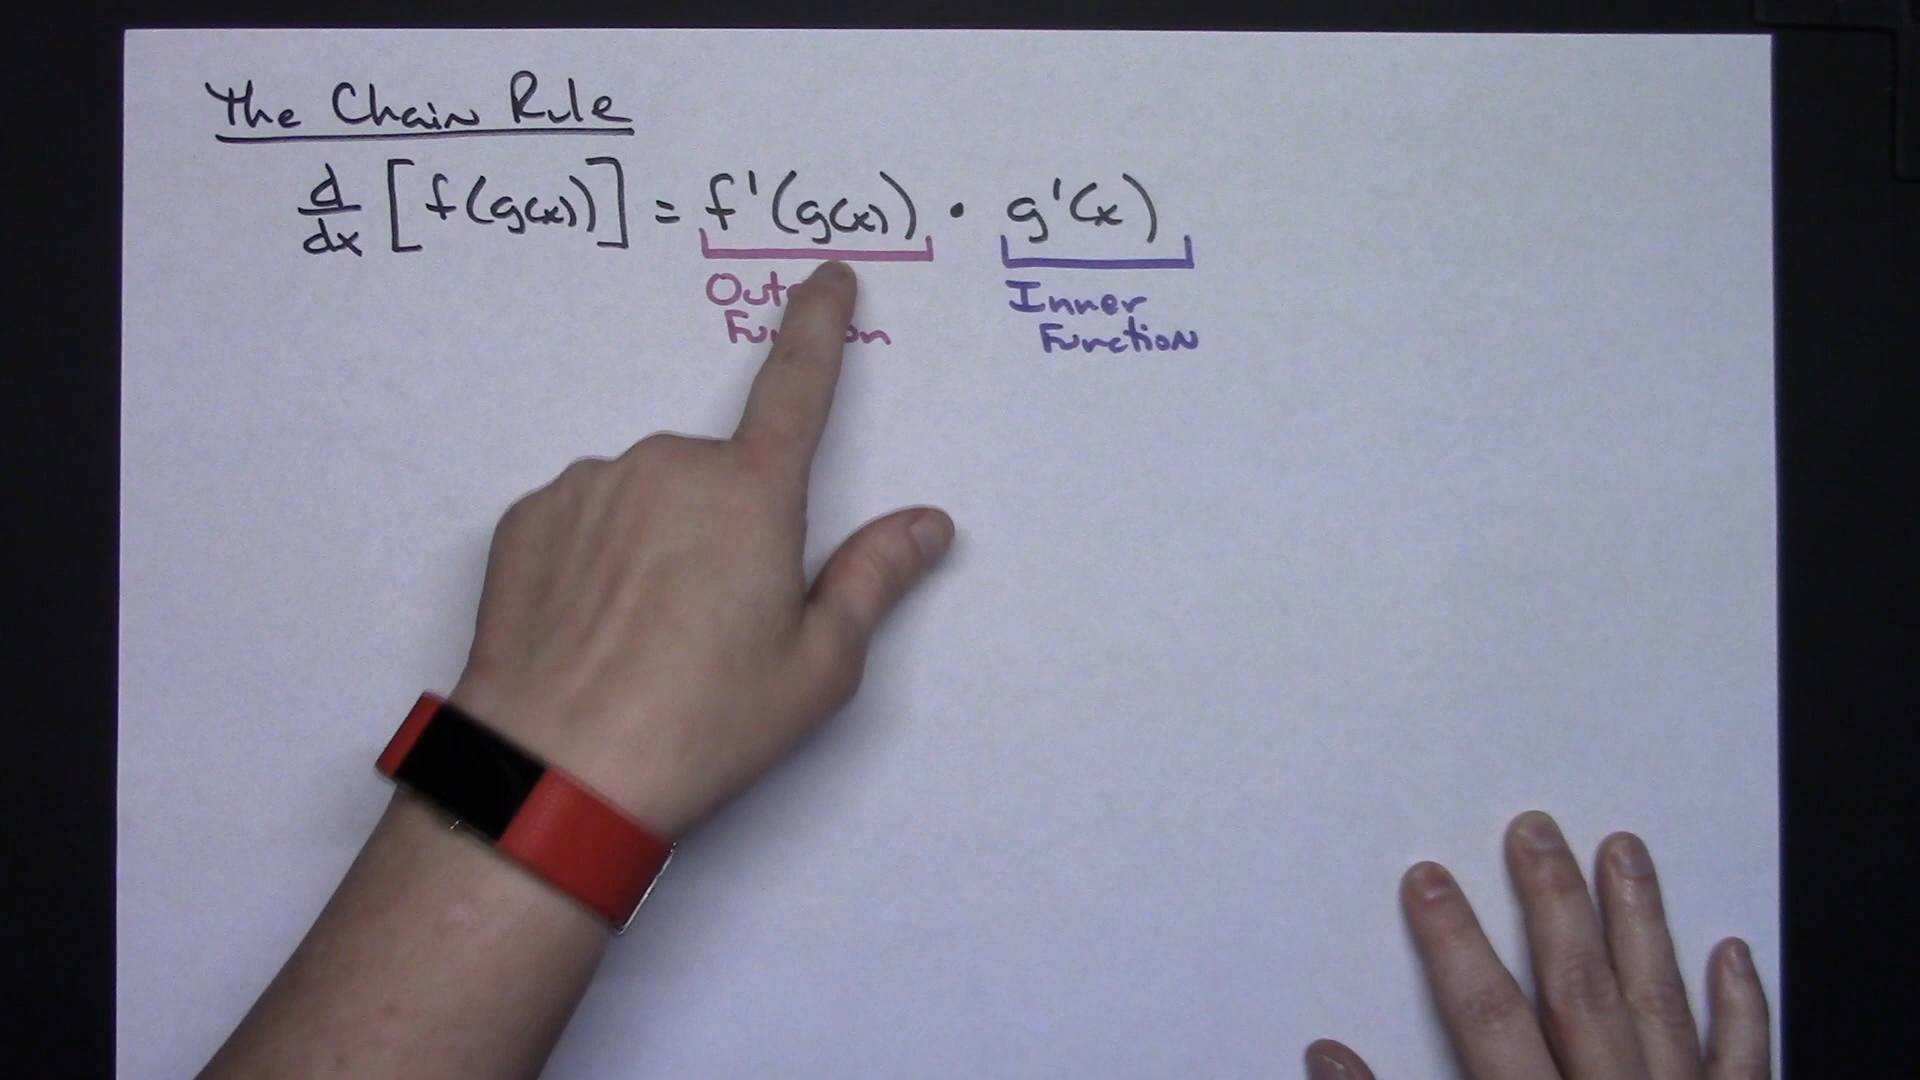 The Chain Rule
d/dx [f(g(x))] = f'(g(x)) · g'(x)
Inner
Function